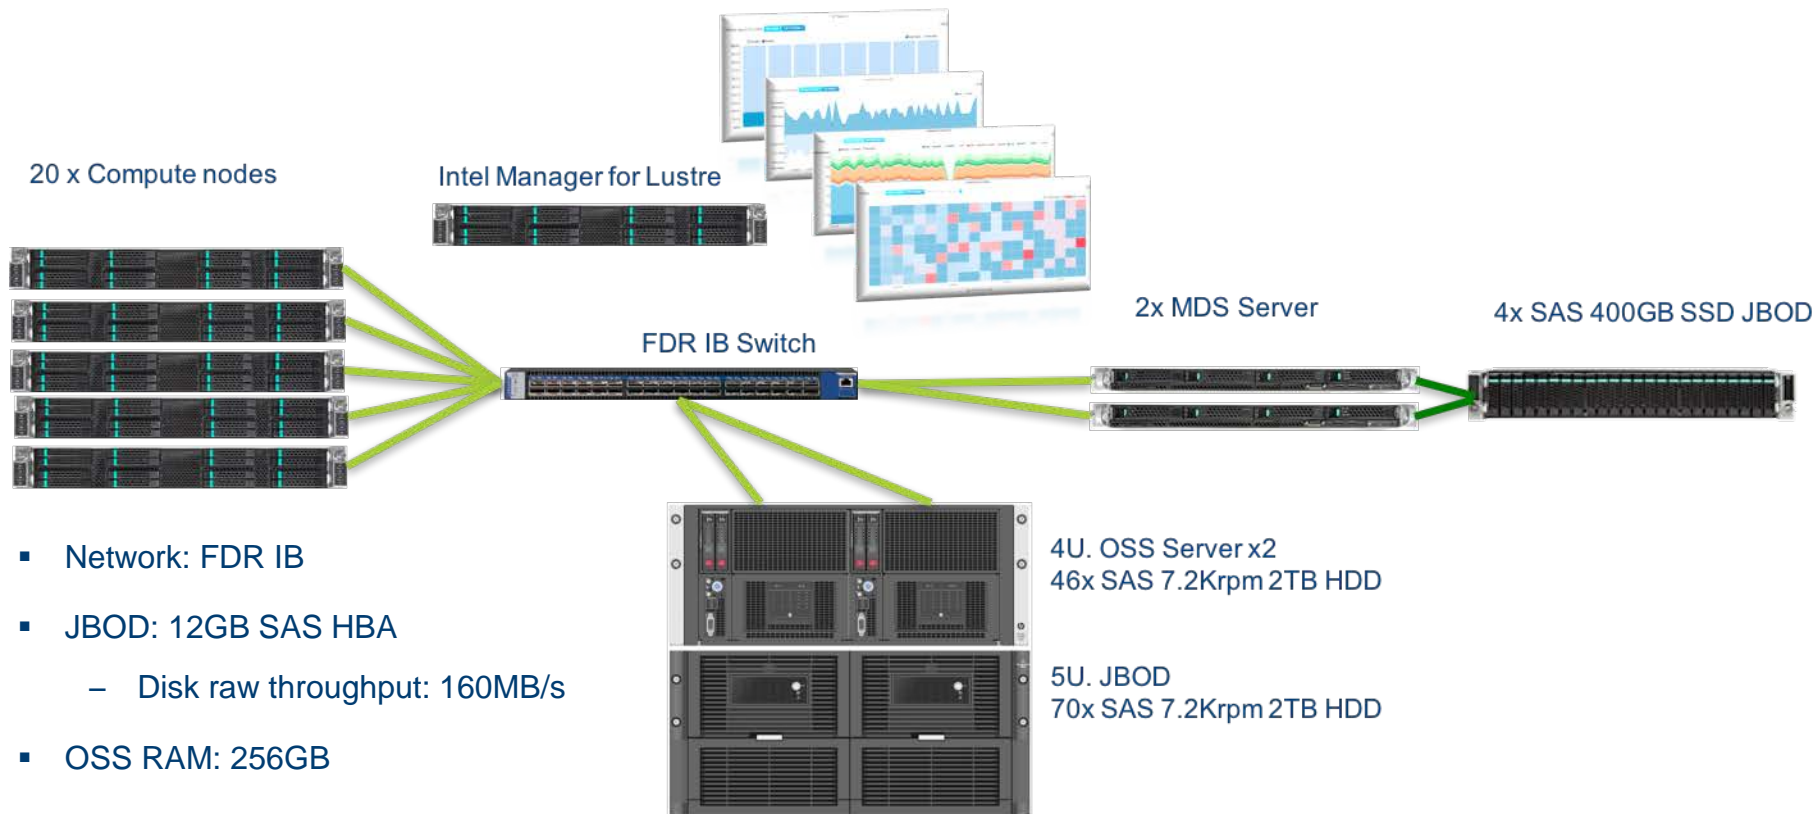 20 x Compute nodes
Intel Manager for Lustre
FDR IB Switch
2x MDS Server
4x SAS 400GB SSD JBOD
4U. OSS Server x2
46x SAS 7.2Krpm 2TB HDD
5U. JBOD
70x SAS 7.2Krpm 2TB HDD
▪ Network: FDR IB
▪ JBOD: 12GB SAS HBA
– Disk raw throughput: 160MB/s
▪ OSS RAM: 256GB